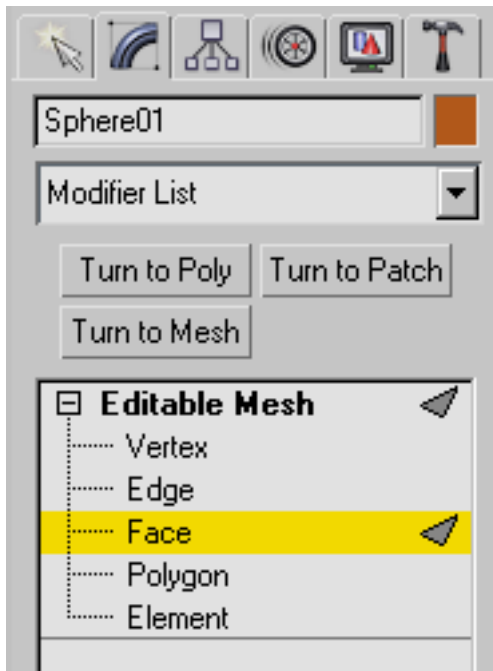 Sphere01
Modifier List
Turn to Poly Turn to Patch
Turn to Mesh
Editable Mesh
Vertex
Edge
Face
Polygon
Element